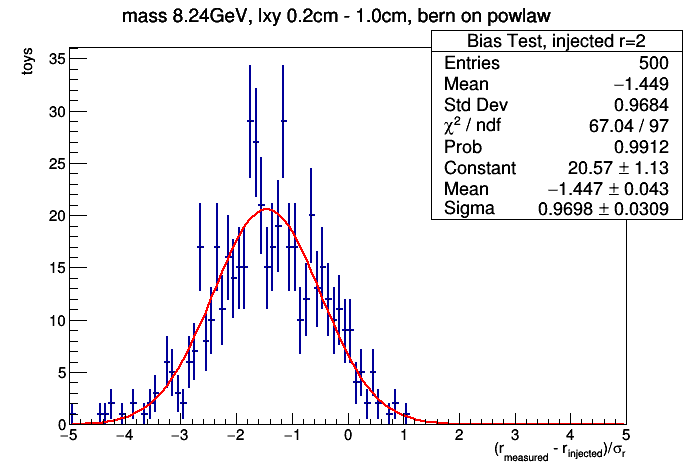 mass 8.24GeV, lxy 0.2cm - 1.0cm, bern on powlaw
Bias Test, injected r=2
Entries 500
Mean −1.449
Std Dev 0.9684
χ² / ndf 67.04 / 97
Prob 0.9912
Constant 20.57 ± 1.13
Mean −1.447 ± 0.043
Sigma 0.9698 ± 0.0309
toys
35
30
25
20
15
10
5
0
−5 −4 −3 −2 −1 0 1 2 3 4 5
(r_measured - r_injected)/σ_r